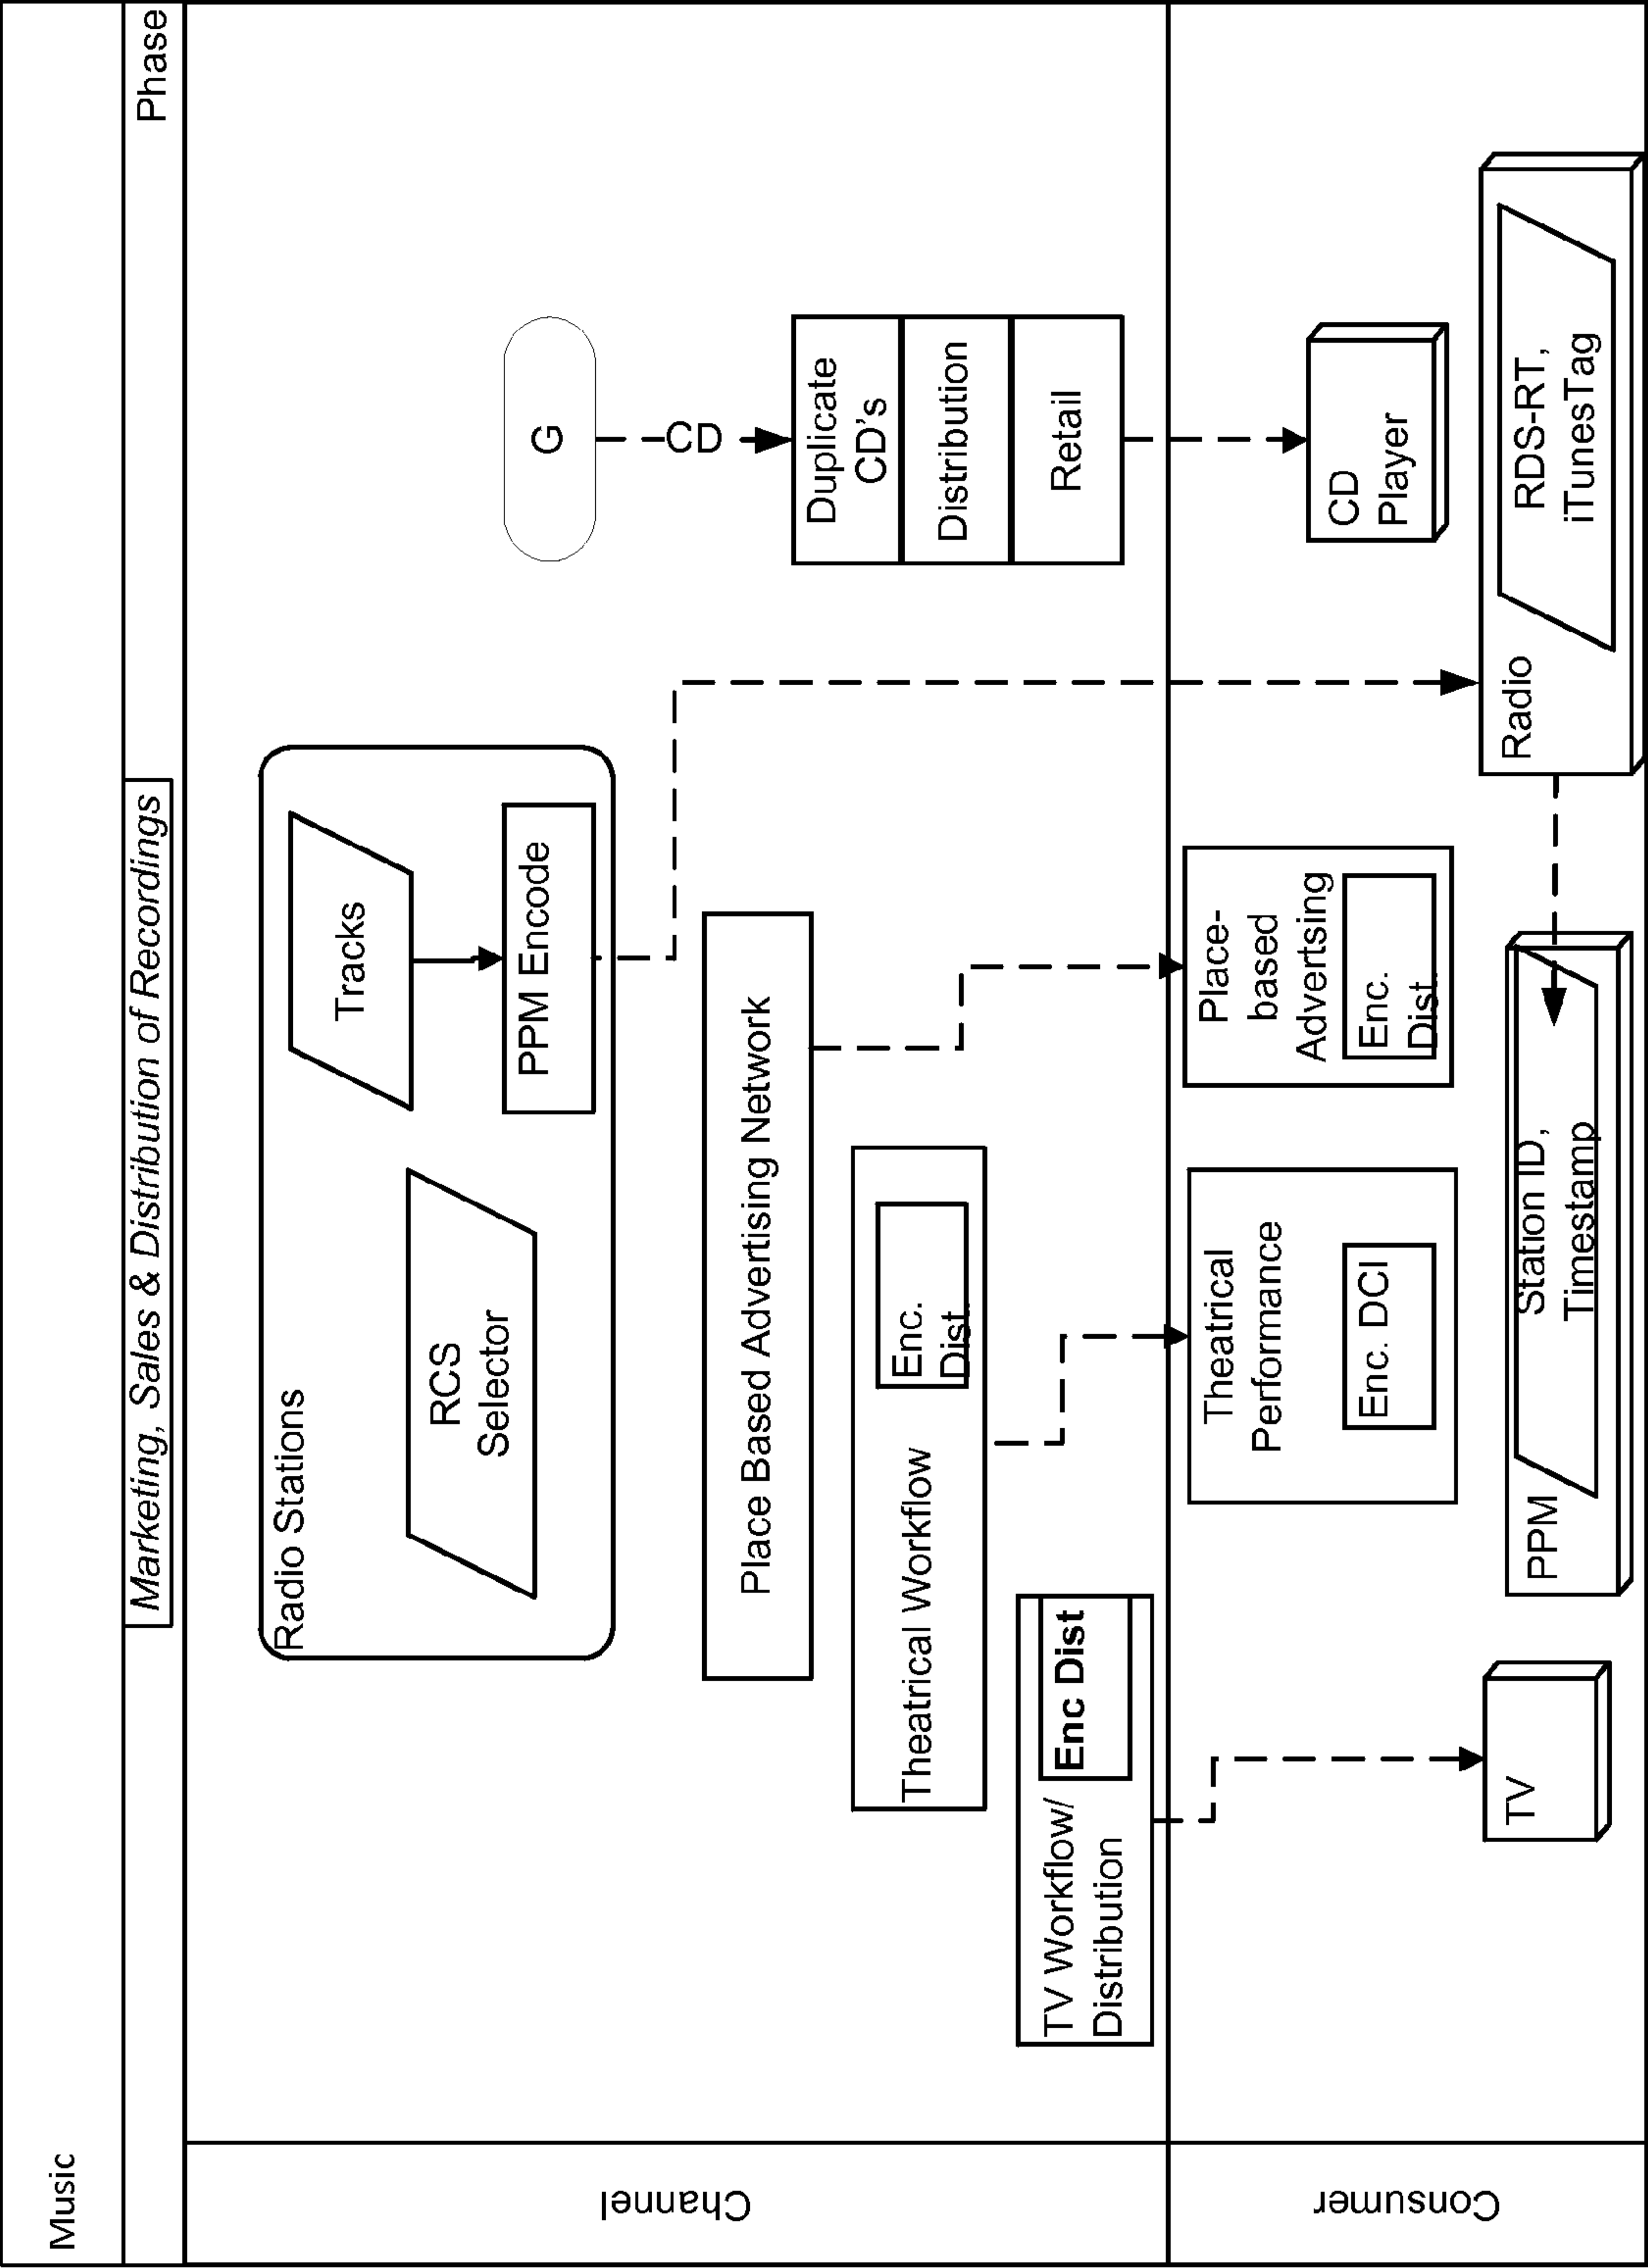 Music
Marketing, Sales & Distribution of Recordings
Phase
Channel
Radio Stations
RCS
Selector
Tracks
PPM Encode
G
CD
Place Based Advertising Network
Duplicate
CD's
Distribution
Retail
Theatrical Workflow
Enc.
Dist.
TV Workflow/
Distribution
Enc Dist
Consumer
Theatrical
Performance
Enc. DCI
Place-
based
Advertsing
Enc.
Dist.
CD
Player
TV
PPM
Station ID,
Timestamp
Radio
RDS-RT,
iTunesTag